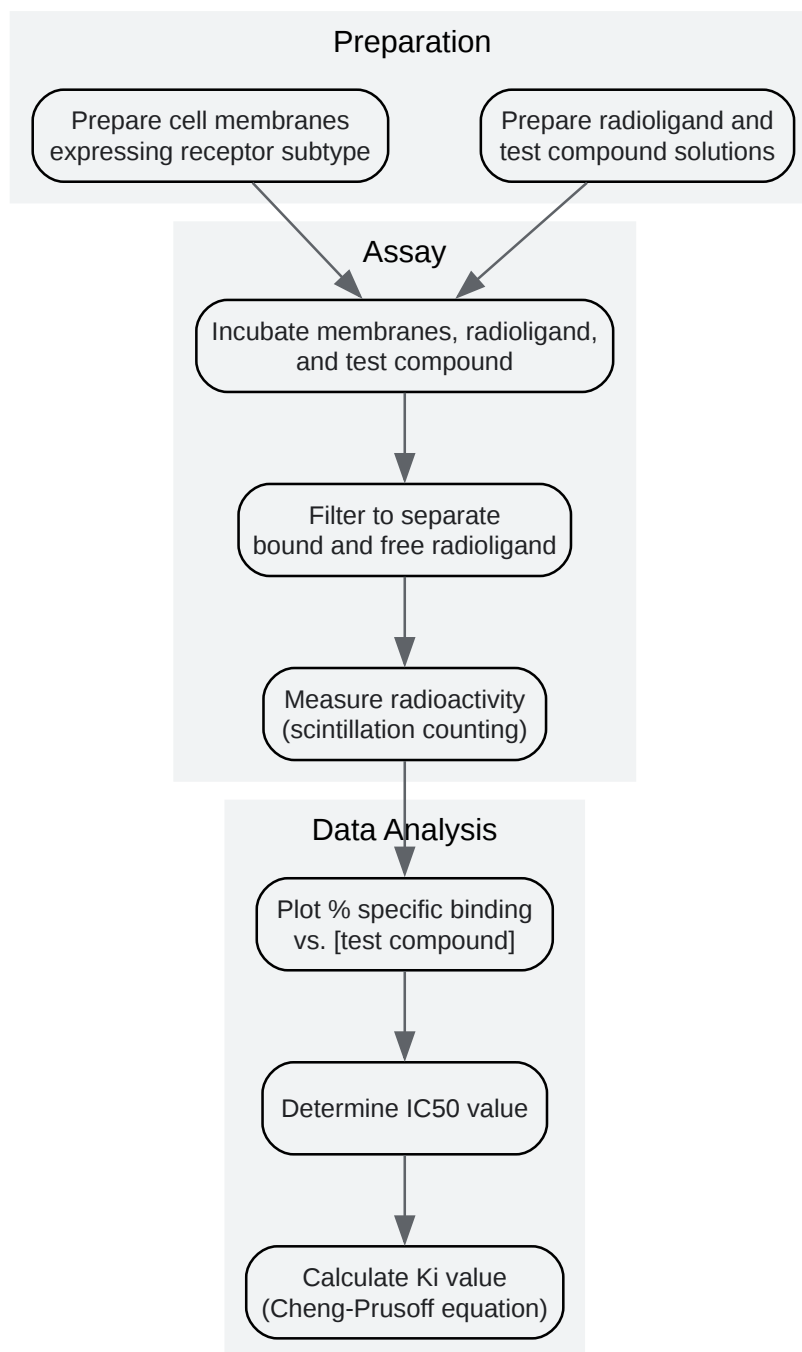 Preparation
Prepare cell membranes
expressing receptor subtype
Prepare radioligand and
test compound solutions
Assay
Incubate membranes, radioligand,
and test compound
Filter to separate
bound and free radioligand
Measure radioactivity
(scintillation counting)
Data Analysis
Plot % specific binding
vs. [test compound]
Determine IC50 value
Calculate Ki value
(Cheng-Prusoff equation)